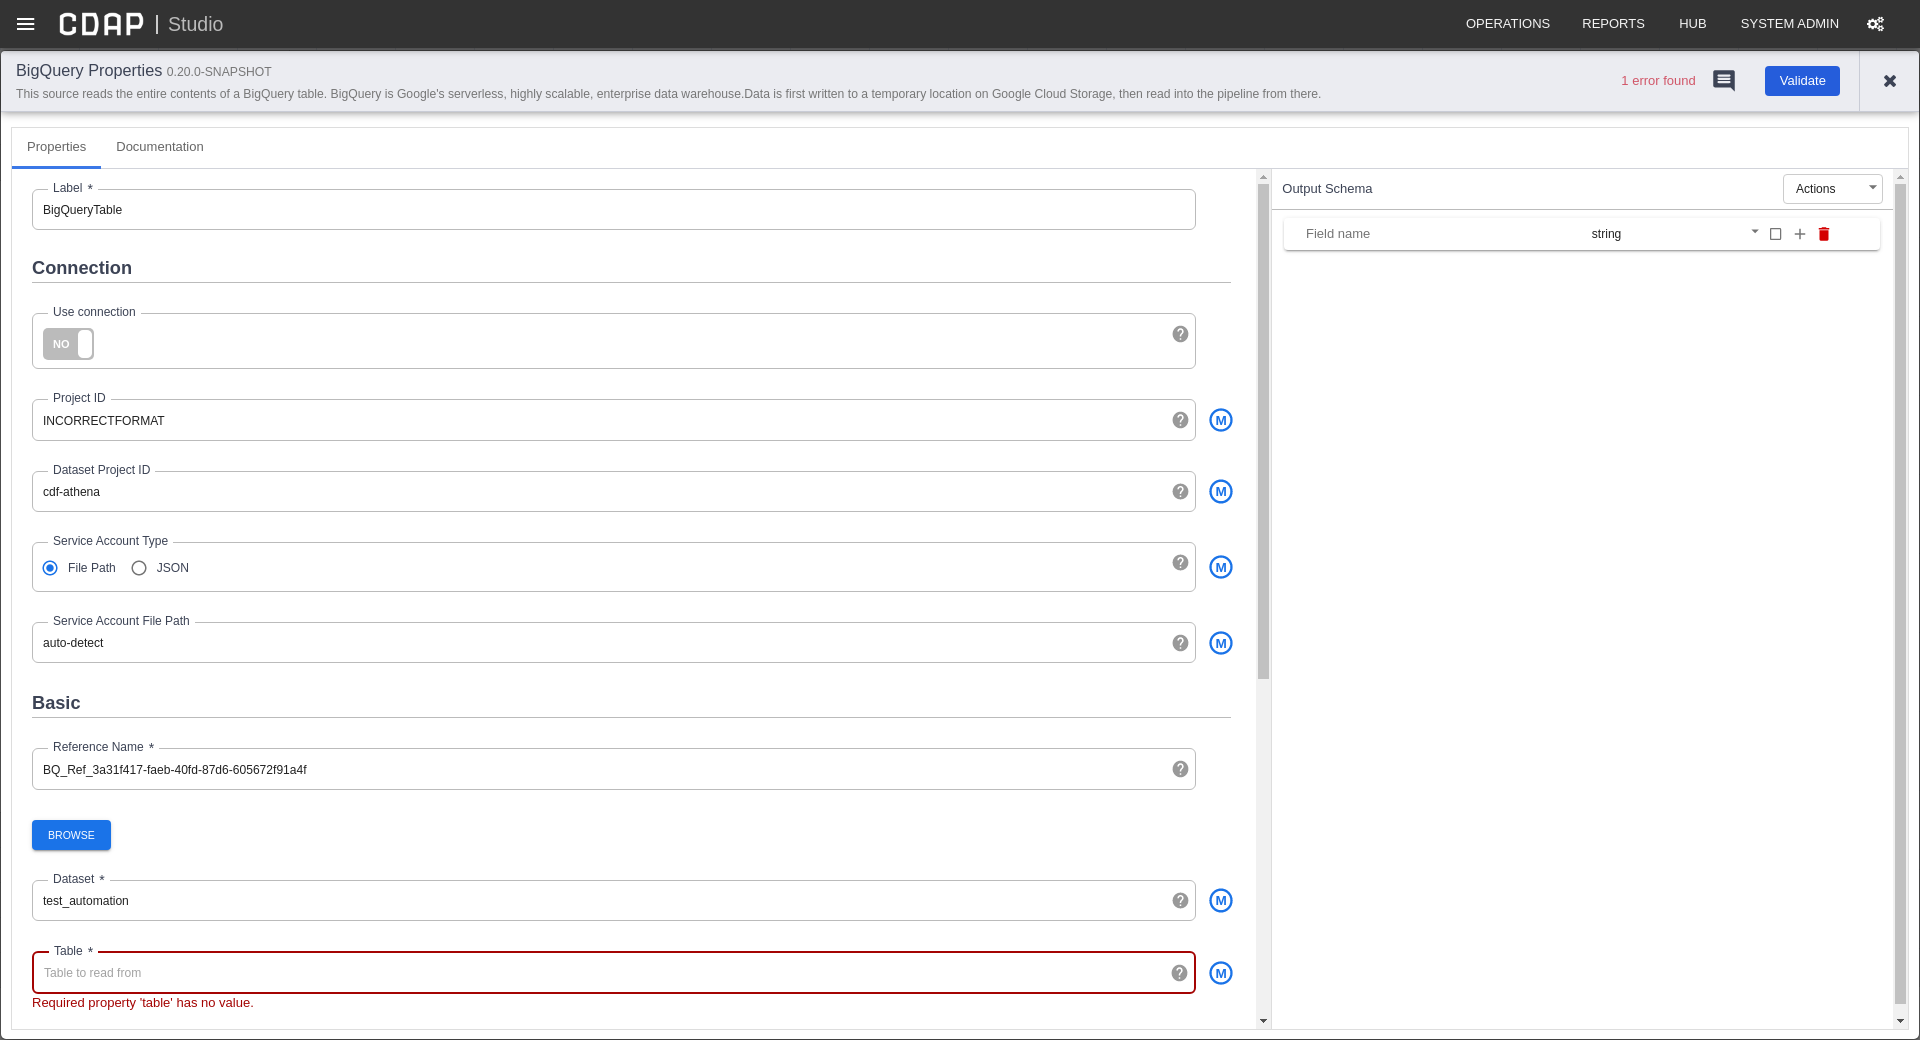 CDAP | Studio
OPERATIONS REPORTS HUB SYSTEM ADMIN
BigQuery Properties 0.20.0-SNAPSHOT
This source reads the entire contents of a BigQuery table. BigQuery is Google's serverless, highly scalable, enterprise data warehouse.Data is first written to a temporary location on Google Cloud Storage, then read into the pipeline from there.
1 error found
Validate
Properties Documentation
Label *
BigQueryTable
Connection
Use connection
NO
Project ID
INCORRECTFORMAT
M
Dataset Project ID
cdf-athena
M
Service Account Type
File Path JSON
M
Service Account File Path
auto-detect
M
Basic
Reference Name *
BQ_Ref_3a31f417-faeb-40fd-87d6-605672f91a4f
BROWSE
Dataset *
test_automation
M
Table *
Table to read from
M
Required property 'table' has no value.
Output Schema
Actions
Field name string